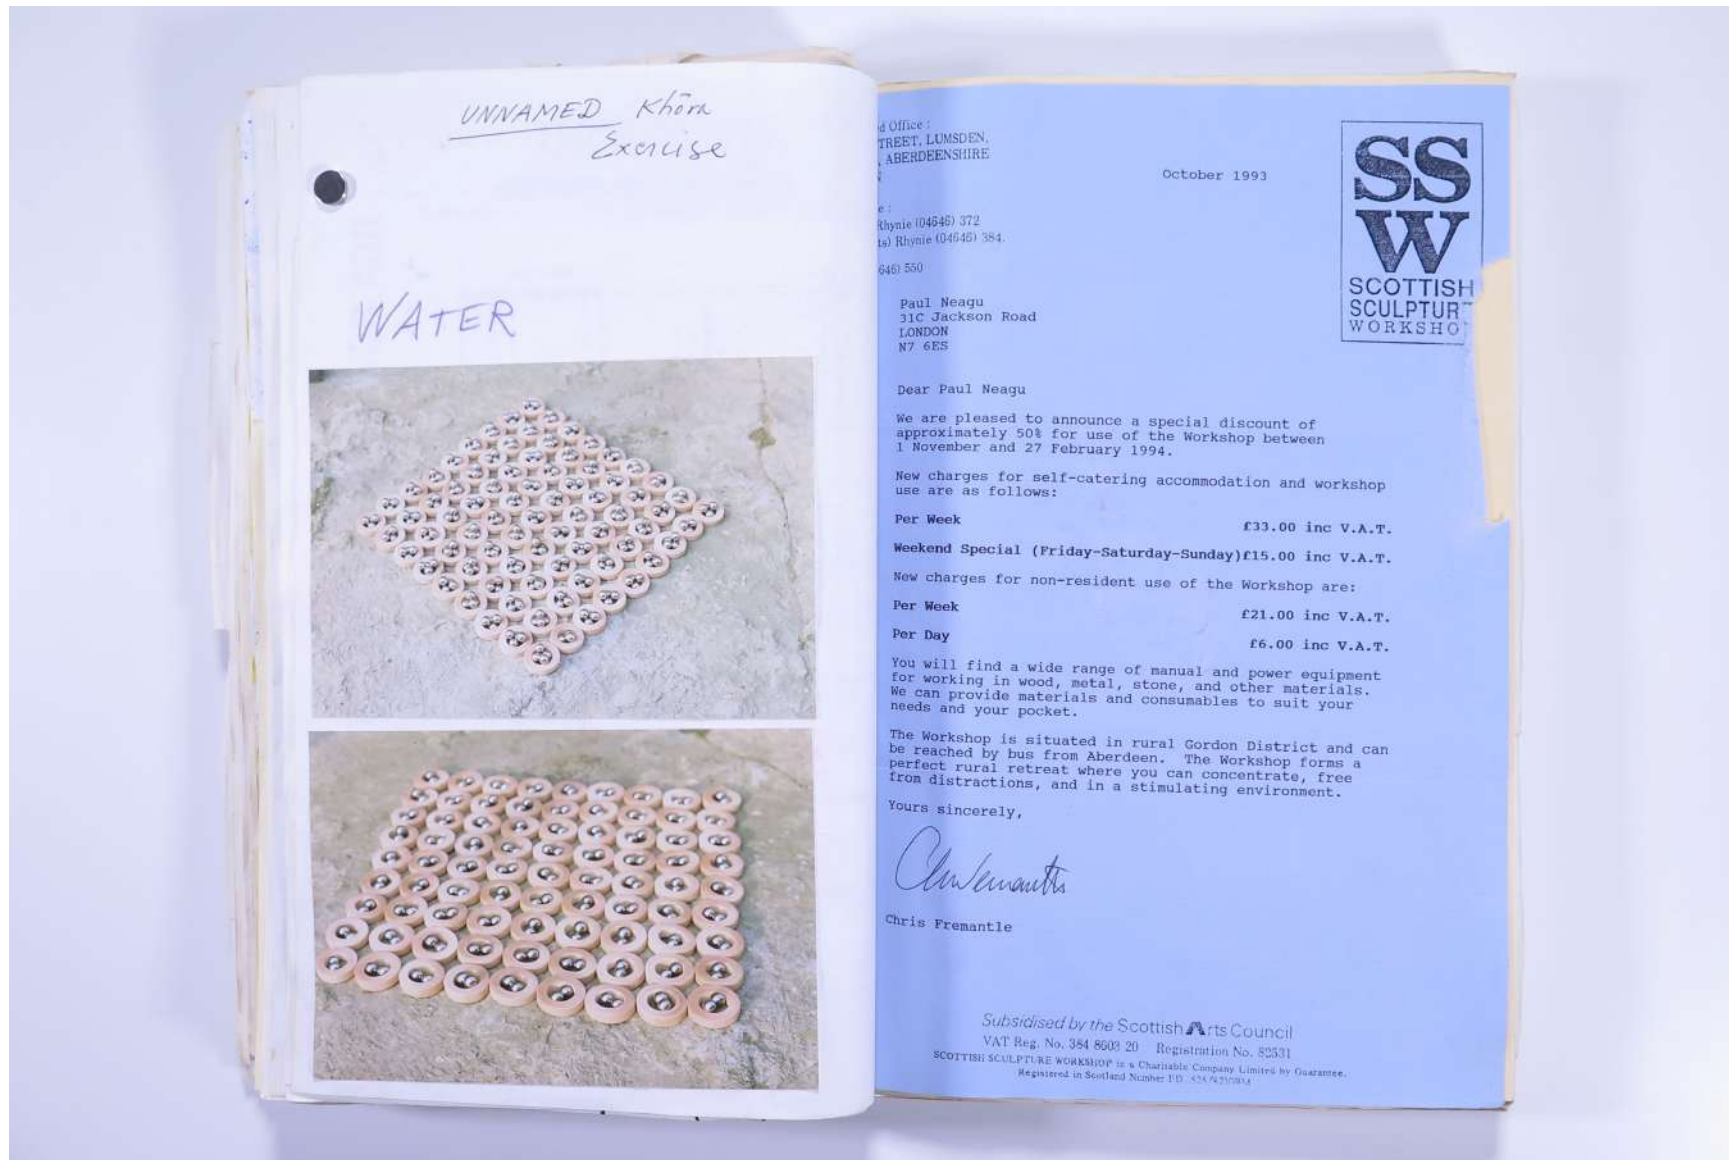 UNNAMED Khōra
Exercise
WATER
d Office :
TREET, LUMSDEN,
, ABERDEENSHIRE
October 1993
SS
W
SCOTTISH
SCULPTUR
WORKSHO
e :
Rhynie (04646) 372
ts) Rhynie (04646) 384.
646) 550
Paul Neagu
31C Jackson Road
LONDON
N7 6ES
Dear Paul Neagu
We are pleased to announce a special discount of
approximately 50% for use of the Workshop between
1 November and 27 February 1994.
New charges for self-catering accommodation and workshop
use are as follows:
Per Week £33.00 inc V.A.T.
Weekend Special (Friday-Saturday-Sunday)£15.00 inc V.A.T.
New charges for non-resident use of the Workshop are:
Per Week £21.00 inc V.A.T.
Per Day £6.00 inc V.A.T.
You will find a wide range of manual and power equipment
for working in wood, metal, stone, and other materials.
We can provide materials and consumables to suit your
needs and your pocket.
The Workshop is situated in rural Gordon District and can
be reached by bus from Aberdeen. The Workshop forms a
perfect rural retreat where you can concentrate, free
from distractions, and in a stimulating environment.
Yours sincerely,
Chris Fremantle
Subsidised by the Scottish Arts Council
VAT Reg. No. 384 8603 20 Registration No. 82531
SCOTTISH SCULPTURE WORKSHOP is a Charitable Company Limited by Guarantee.
Registered in Scotland Number